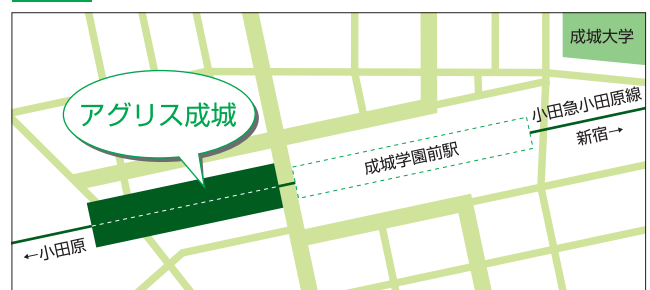 成城大学
アグリス成城
小田急小田原線
新宿→
成城学園前駅
←小田原